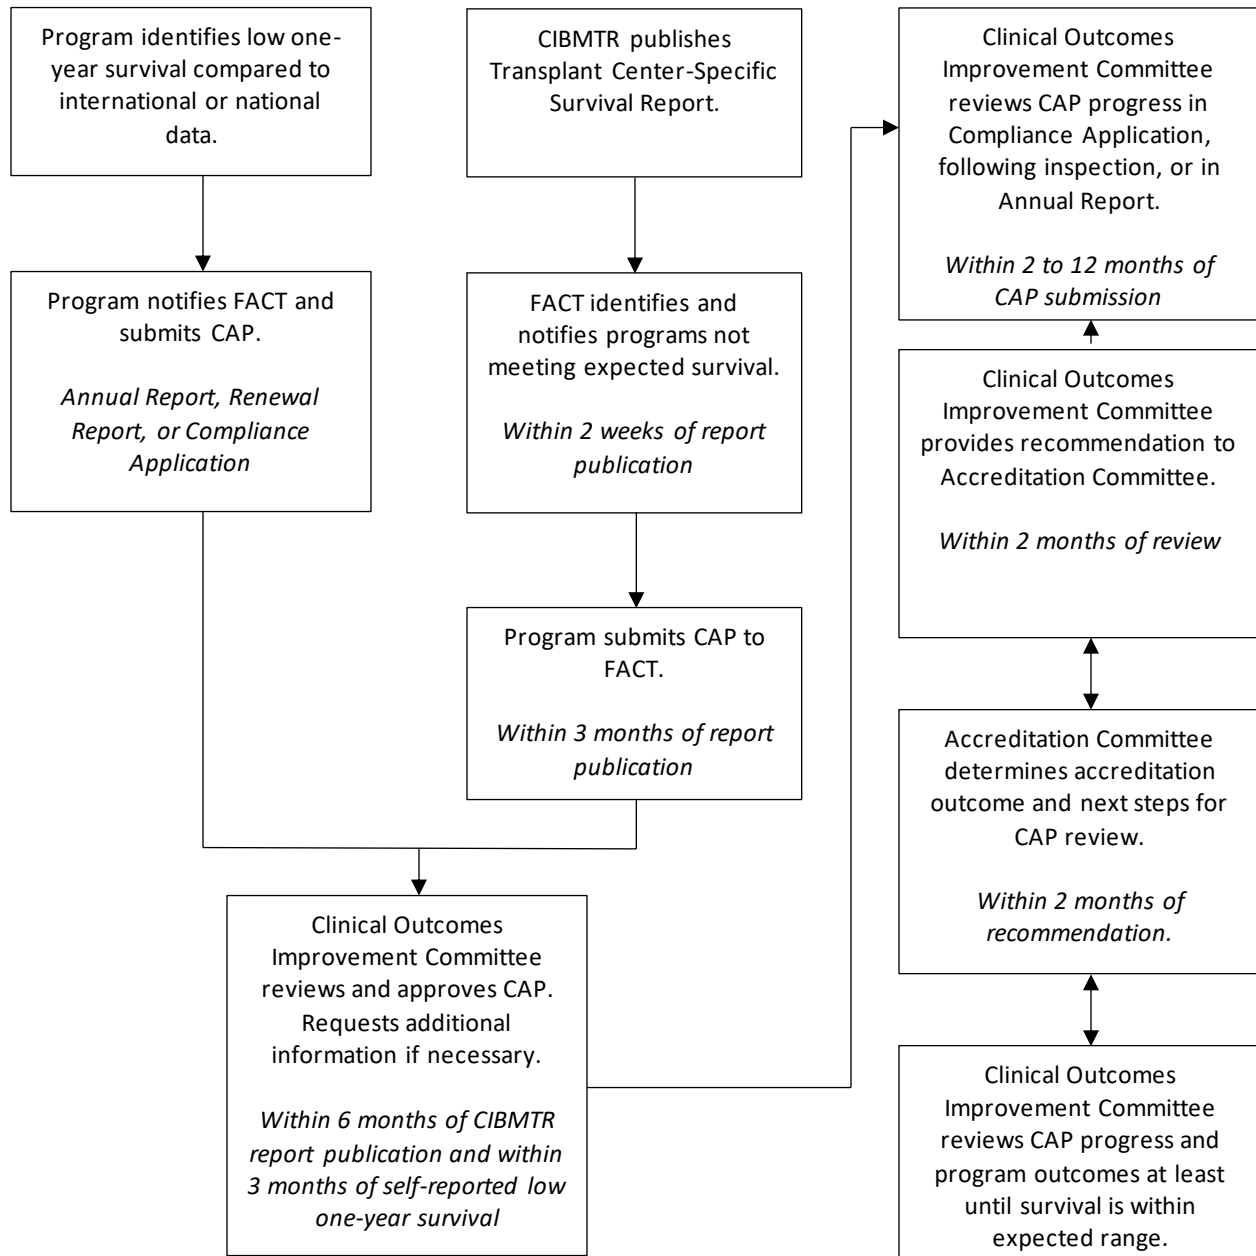 Program identifies low one-
year survival compared to
international or national
data.
Program notifies FACT and
submits CAP.
Annual Report, Renewal
Report, or Compliance
Application
CIBMTR publishes
Transplant Center-Specific
Survival Report.
FACT identifies and
notifies programs not
meeting expected survival.
Within 2 weeks of report
publication
Program submits CAP to
FACT.
Within 3 months of report
publication
Clinical Outcomes
Improvement Committee
reviews and approves CAP.
Requests additional
information if necessary.
Within 6 months of CIBMTR
report publication and within
3 months of self-reported low
one-year survival
Clinical Outcomes
Improvement Committee
reviews CAP progress in
Compliance Application,
following inspection, or in
Annual Report.
Within 2 to 12 months of
CAP submission
Clinical Outcomes
Improvement Committee
provides recommendation to
Accreditation Committee.
Within 2 months of review
Accreditation Committee
determines accreditation
outcome and next steps for
CAP review.
Within 2 months of
recommendation.
Clinical Outcomes
Improvement Committee
reviews CAP progress and
program outcomes at least
until survival is within
expected range.